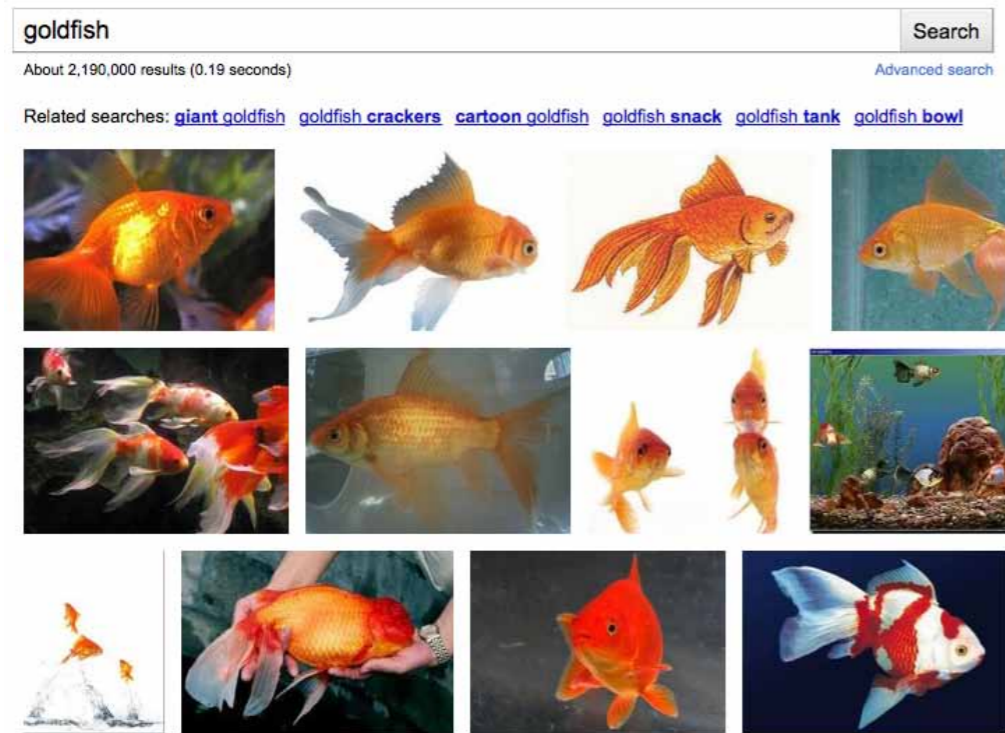 goldfish Search
About 2,190,000 results (0.19 seconds) Advanced search
Related searches: giant goldfish goldfish crackers cartoon goldfish goldfish snack goldfish tank goldfish bowl